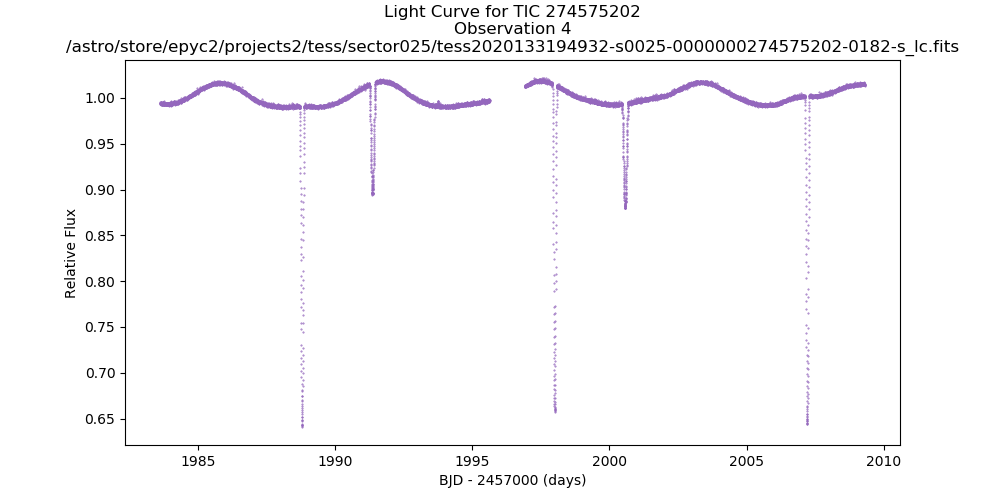 Light Curve for TIC 274575202
Observation 4
/astro/store/epyc2/projects2/tess/sector025/tess2020133194932-s0025-0000000274575202-0182-s_lc.fits
1.00
0.95
0.90
0.85
0.80
0.75
0.70
0.65
Relative Flux
1985
1990
1995
2000
2005
2010
BJD - 2457000 (days)